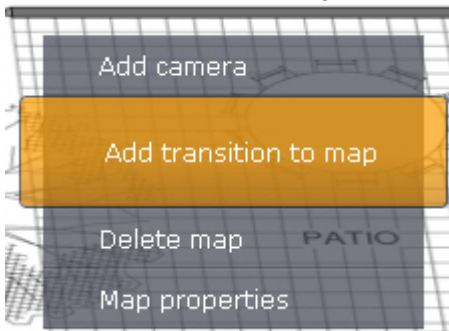 Add camera
Add transition to map
Delete map
PATIO
Map properties